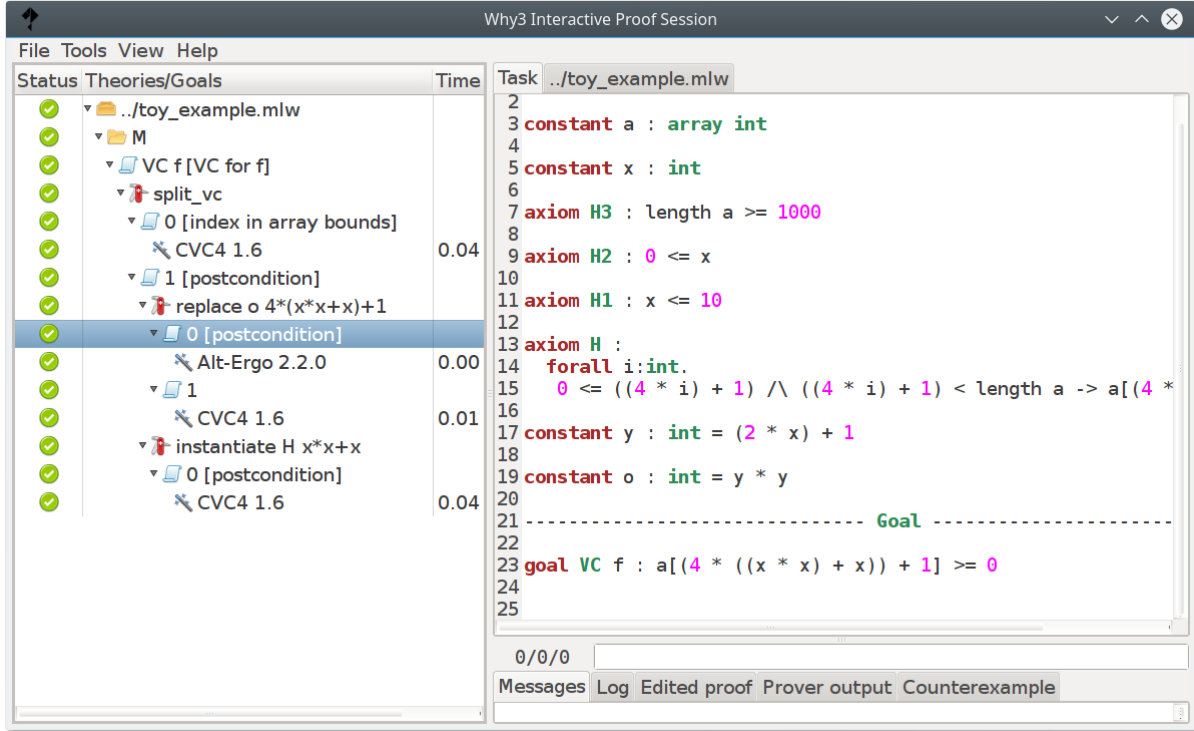 Why3 Interactive Proof Session
File Tools View Help
Status Theories/Goals Time
../toy_example.mlw
M
VC f [VC for f]
split_vc
0 [index in array bounds]
CVC4 1.6 0.04
1 [postcondition]
replace o 4*(x*x+x)+1
0 [postcondition]
Alt-Ergo 2.2.0 0.00
1
CVC4 1.6 0.01
instantiate H x*x+x
0 [postcondition]
CVC4 1.6 0.04
Task ../toy_example.mlw
2
3 constant a : array int
4
5 constant x : int
6
7 axiom H3 : length a >= 1000
8
9 axiom H2 : 0 <= x
10
11 axiom H1 : x <= 10
12
13 axiom H :
14 forall i:int.
15 0 <= ((4 * i) + 1) /\ ((4 * i) + 1) < length a -> a[(4 *
16
17 constant y : int = (2 * x) + 1
18
19 constant o : int = y * y
20
21 ------------------------------- Goal ----------------------
22
23 goal VC f : a[(4 * ((x * x) + x)) + 1] >= 0
24
25
0/0/0
Messages Log Edited proof Prover output Counterexample